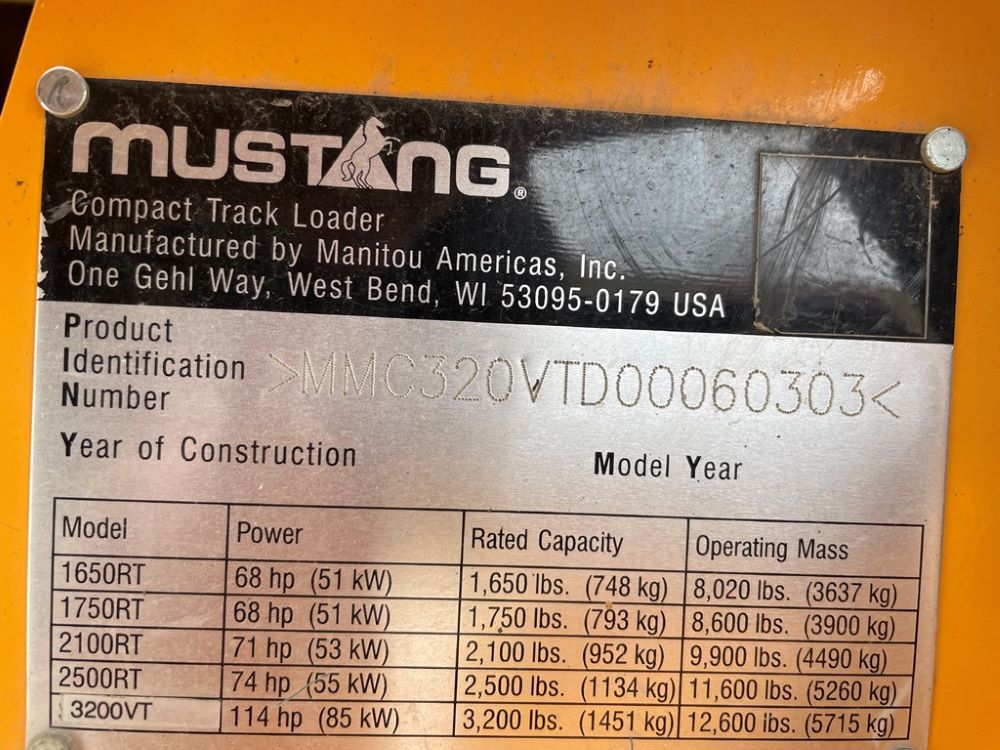 MUSTANG®
Compact Track Loader
Manufactured by Manitou Americas, Inc.
One Gehl Way, West Bend, WI 53095-0179 USA
Product
Identification
Number
>MMC320VTD00060303<
Year of Construction Model Year
Model Power Rated Capacity Operating Mass
1650RT 68 hp (51 kW) 1,650 lbs. (748 kg) 8,020 lbs. (3637 kg)
1750RT 68 hp (51 kW) 1,750 lbs. (793 kg) 8,600 lbs. (3900 kg)
2100RT 71 hp (53 kW) 2,100 lbs. (952 kg) 9,900 lbs. (4490 kg)
2500RT 74 hp (55 kW) 2,500 lbs. (1134 kg) 11,600 lbs. (5260 kg)
3200VT 114 hp (85 kW) 3,200 lbs. (1451 kg) 12,600 lbs. (5715 kg)